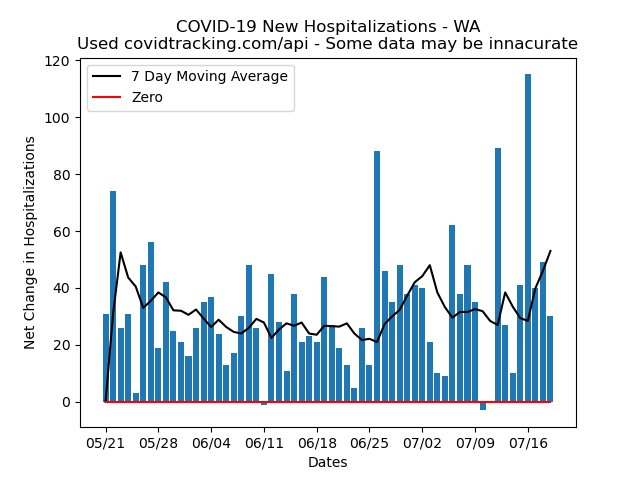 COVID-19 New Hospitalizations - WA
Used covidtracking.com/api - Some data may be innacurate
120
100
80
60
40
20
0
Net Change in Hospitalizations
7 Day Moving Average
Zero
05/21 05/28 06/04 06/11 06/18 06/25 07/02 07/09 07/16
Dates